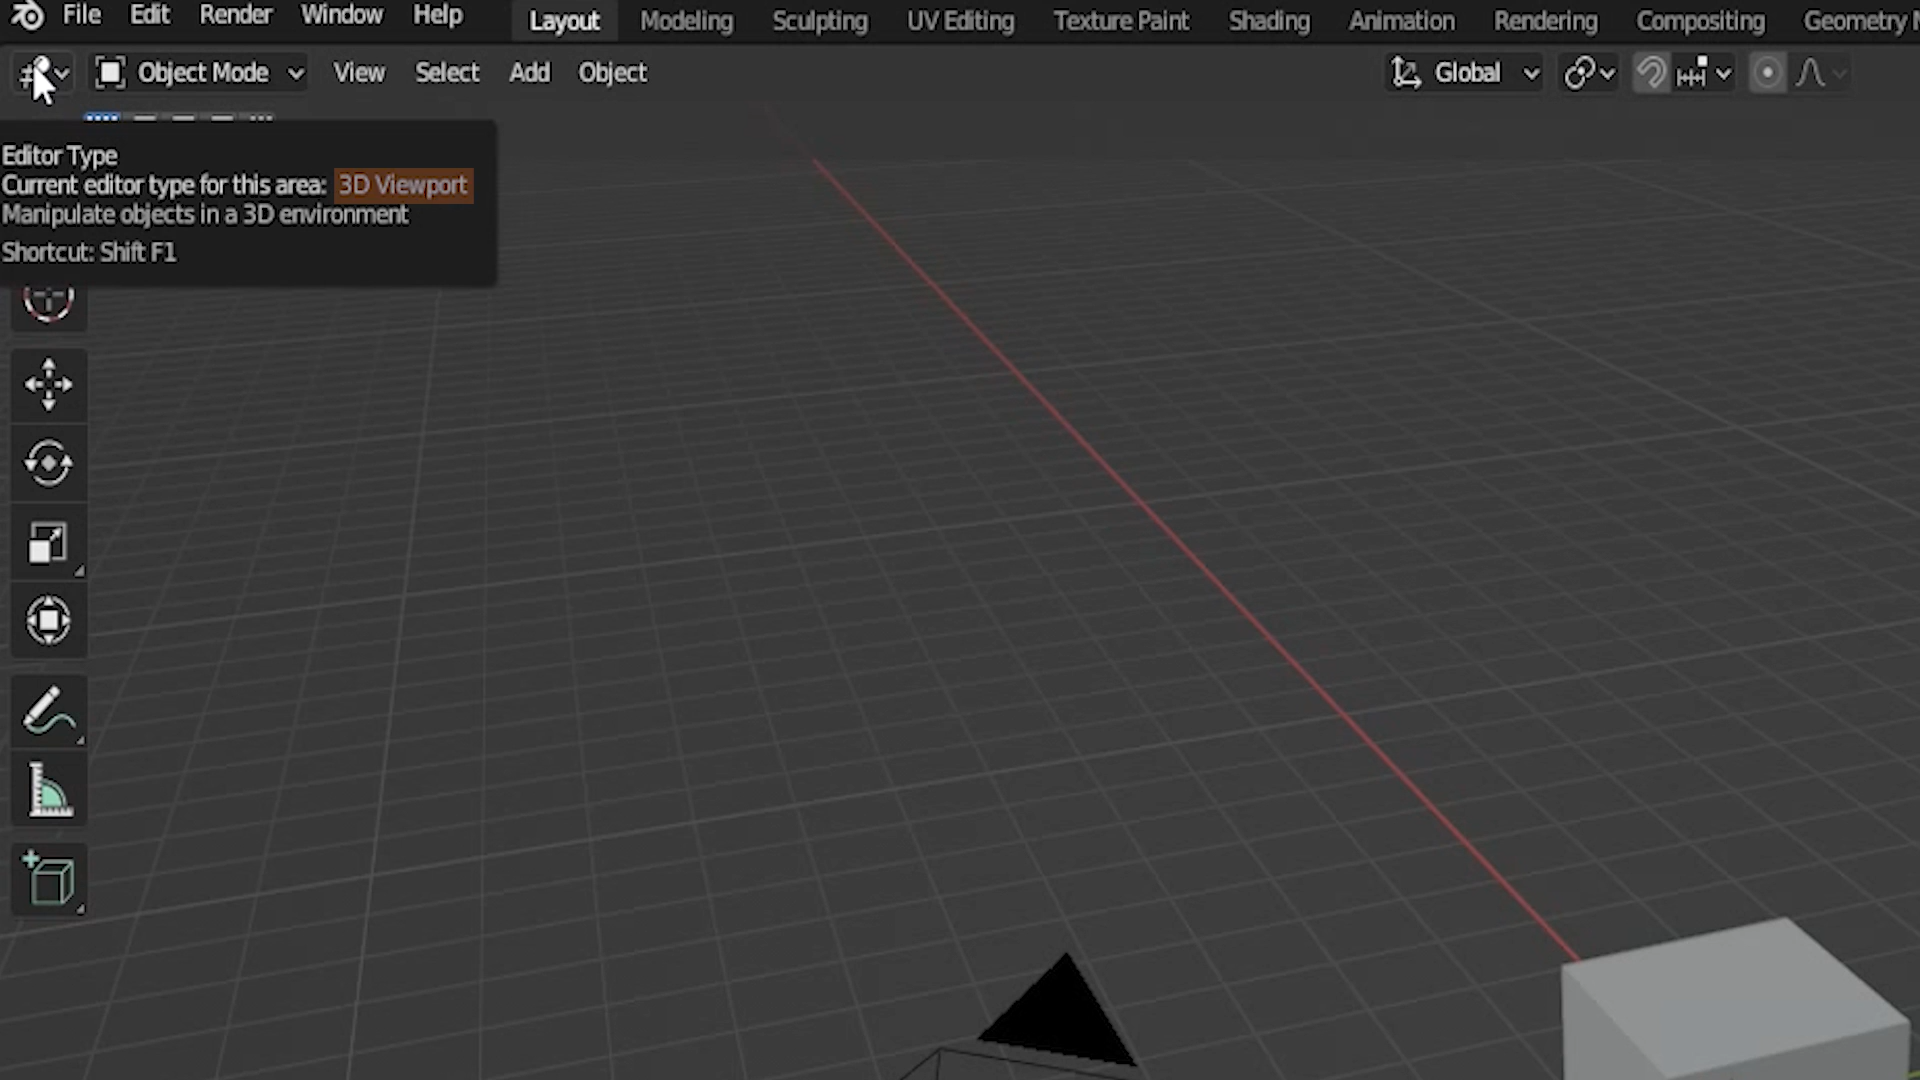 File Edit Render Window Help Layout Modeling Sculpting UV Editing Texture Paint Shading Animation Rendering Compositing Geometry
Object Mode View Select Add Object Global
Editor Type
Current editor type for this area: 3D Viewport
Manipulate objects in a 3D environment
Shortcut: Shift F1